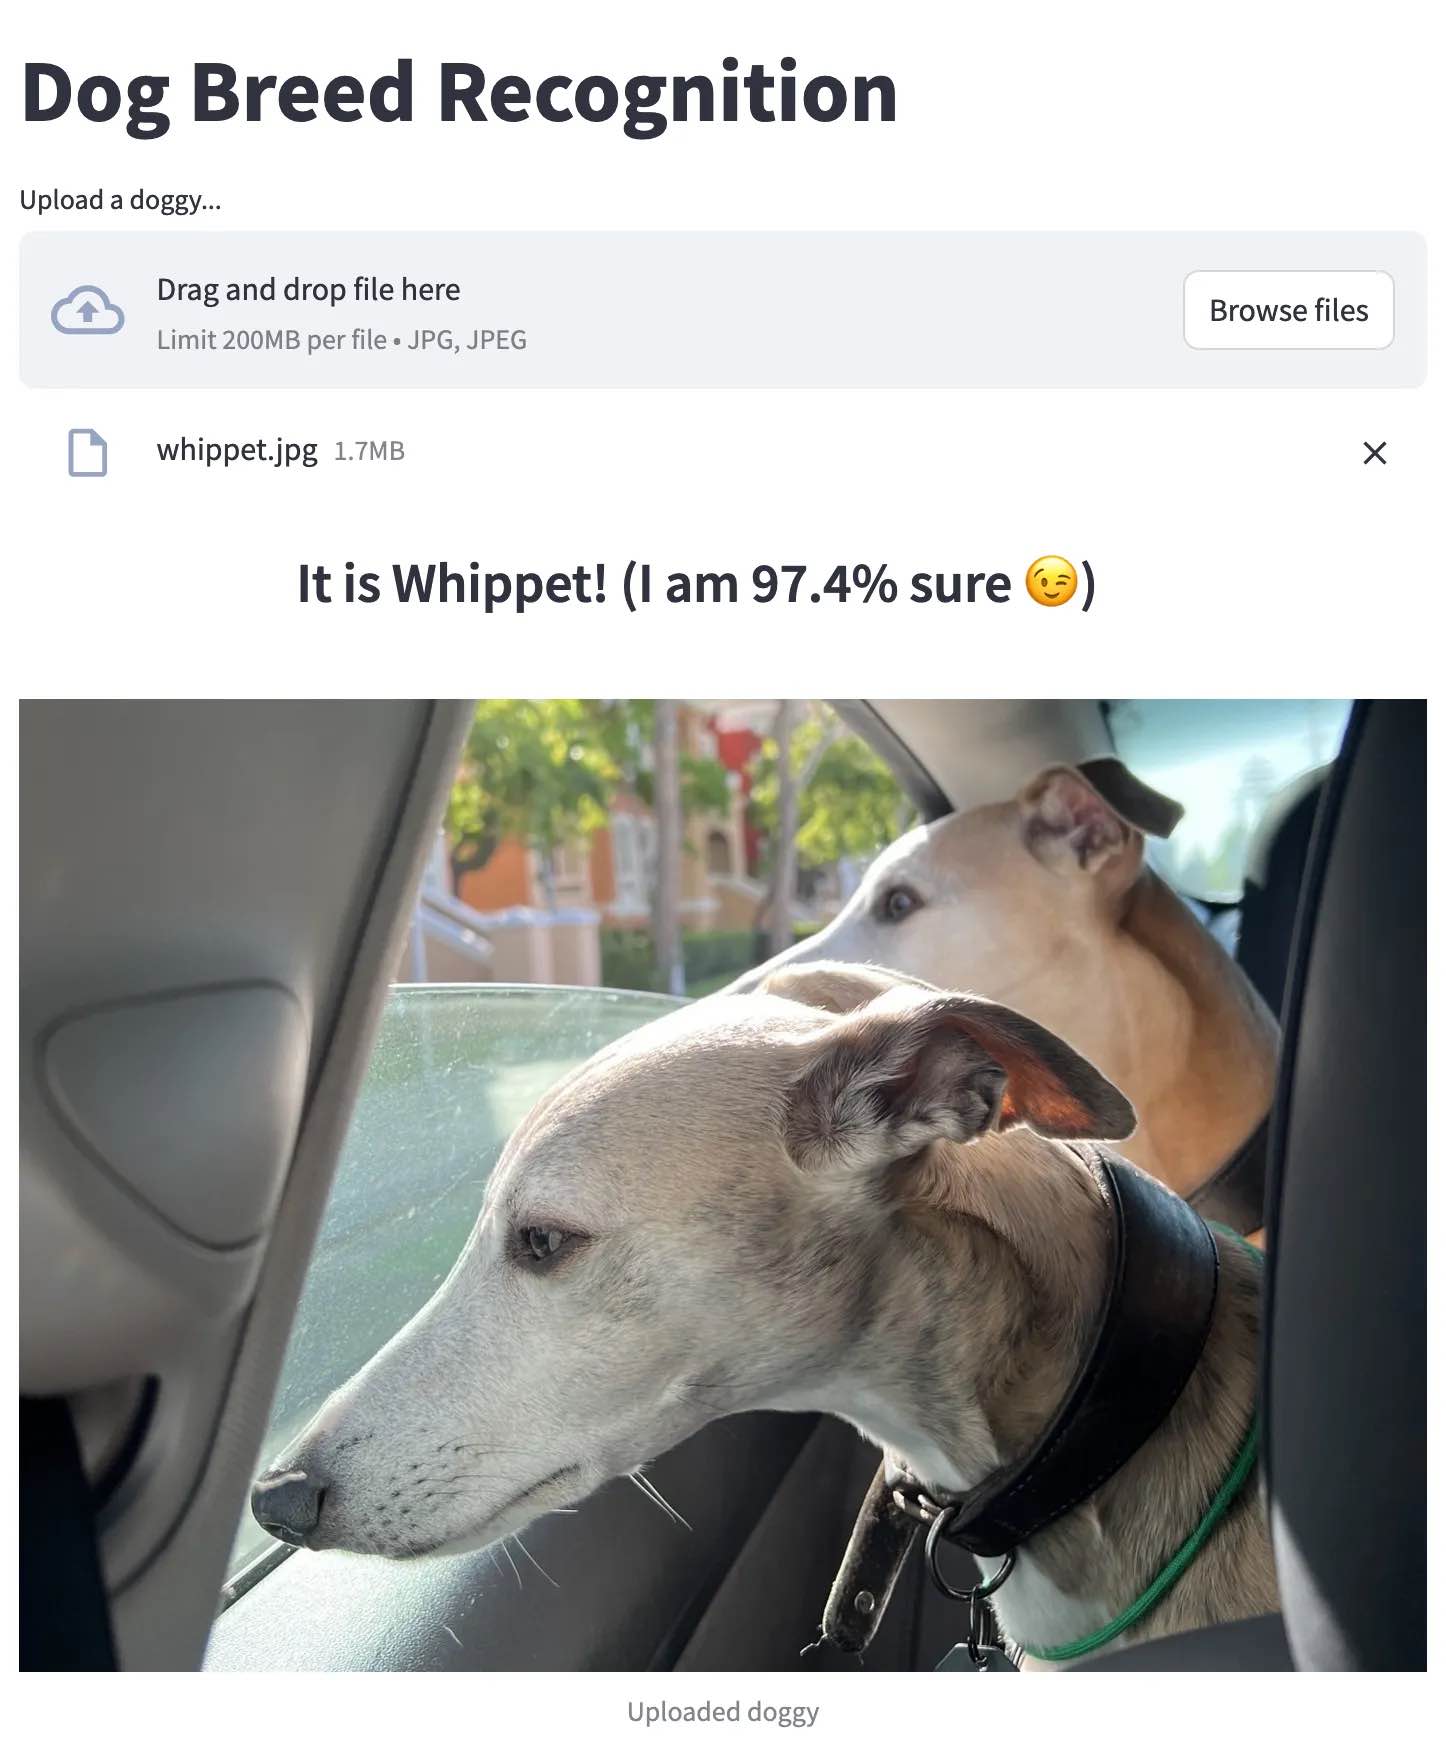 Dog Breed Recognition
Upload a doggy...
Drag and drop file here
Limit 200MB per file • JPG, JPEG
Browse files
whippet.jpg 1.7MB
It is Whippet! (I am 97.4% sure 😉)
Uploaded doggy